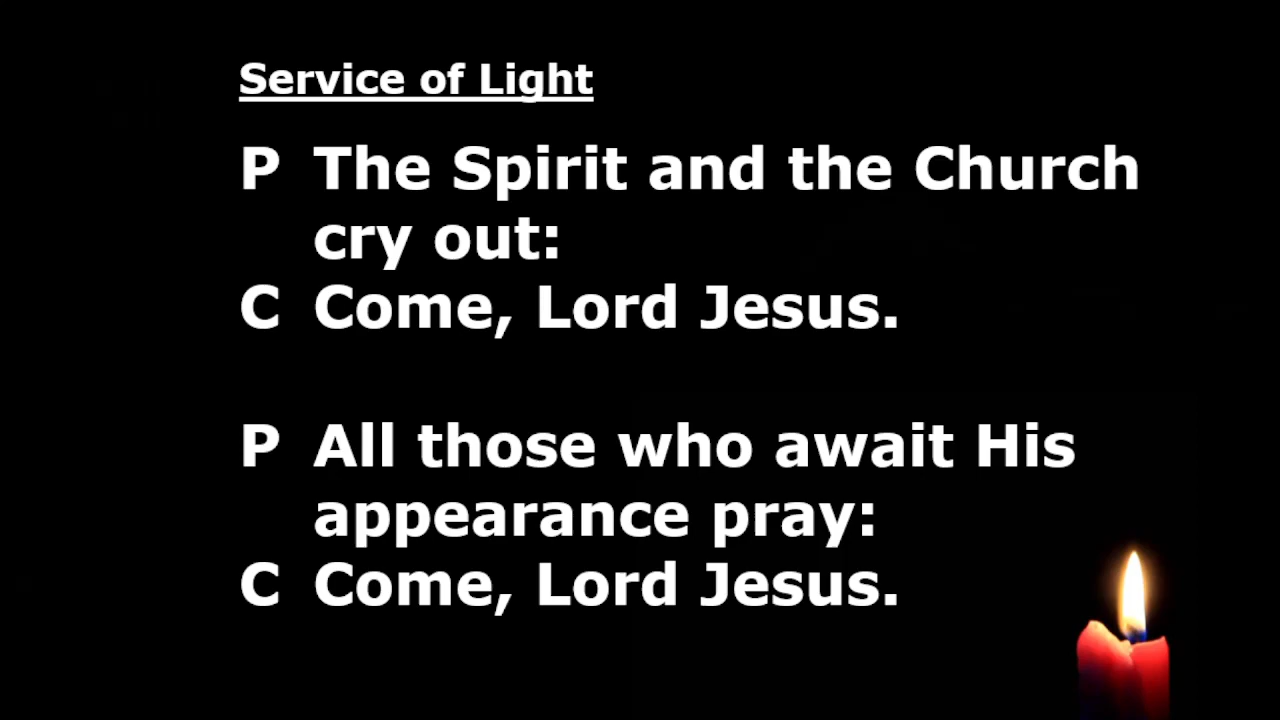 Service of Light
P The Spirit and the Church
cry out:
C Come, Lord Jesus.
P All those who await His
appearance pray:
C Come, Lord Jesus.